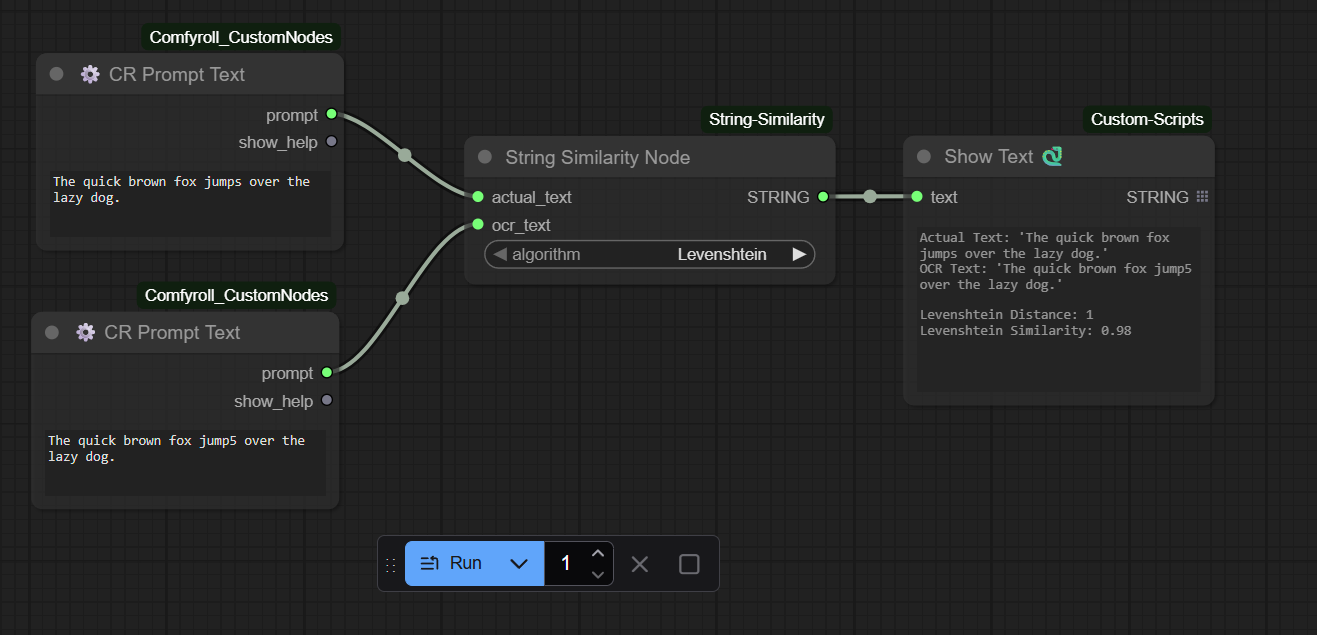 Comfyroll_CustomNodes
CR Prompt Text
prompt
show_help
The quick brown fox jumps over the
lazy dog.
Comfyroll_CustomNodes
CR Prompt Text
prompt
show_help
The quick brown fox jump5 over the
lazy dog.
String-Similarity
String Similarity Node
actual_text STRING
ocr_text
algorithm Levenshtein
Custom-Scripts
Show Text
text STRING
Actual Text: 'The quick brown fox
jumps over the lazy dog.'
OCR Text: 'The quick brown fox jump5
over the lazy dog.'
Levenshtein Distance: 1
Levenshtein Similarity: 0.98
Run 1